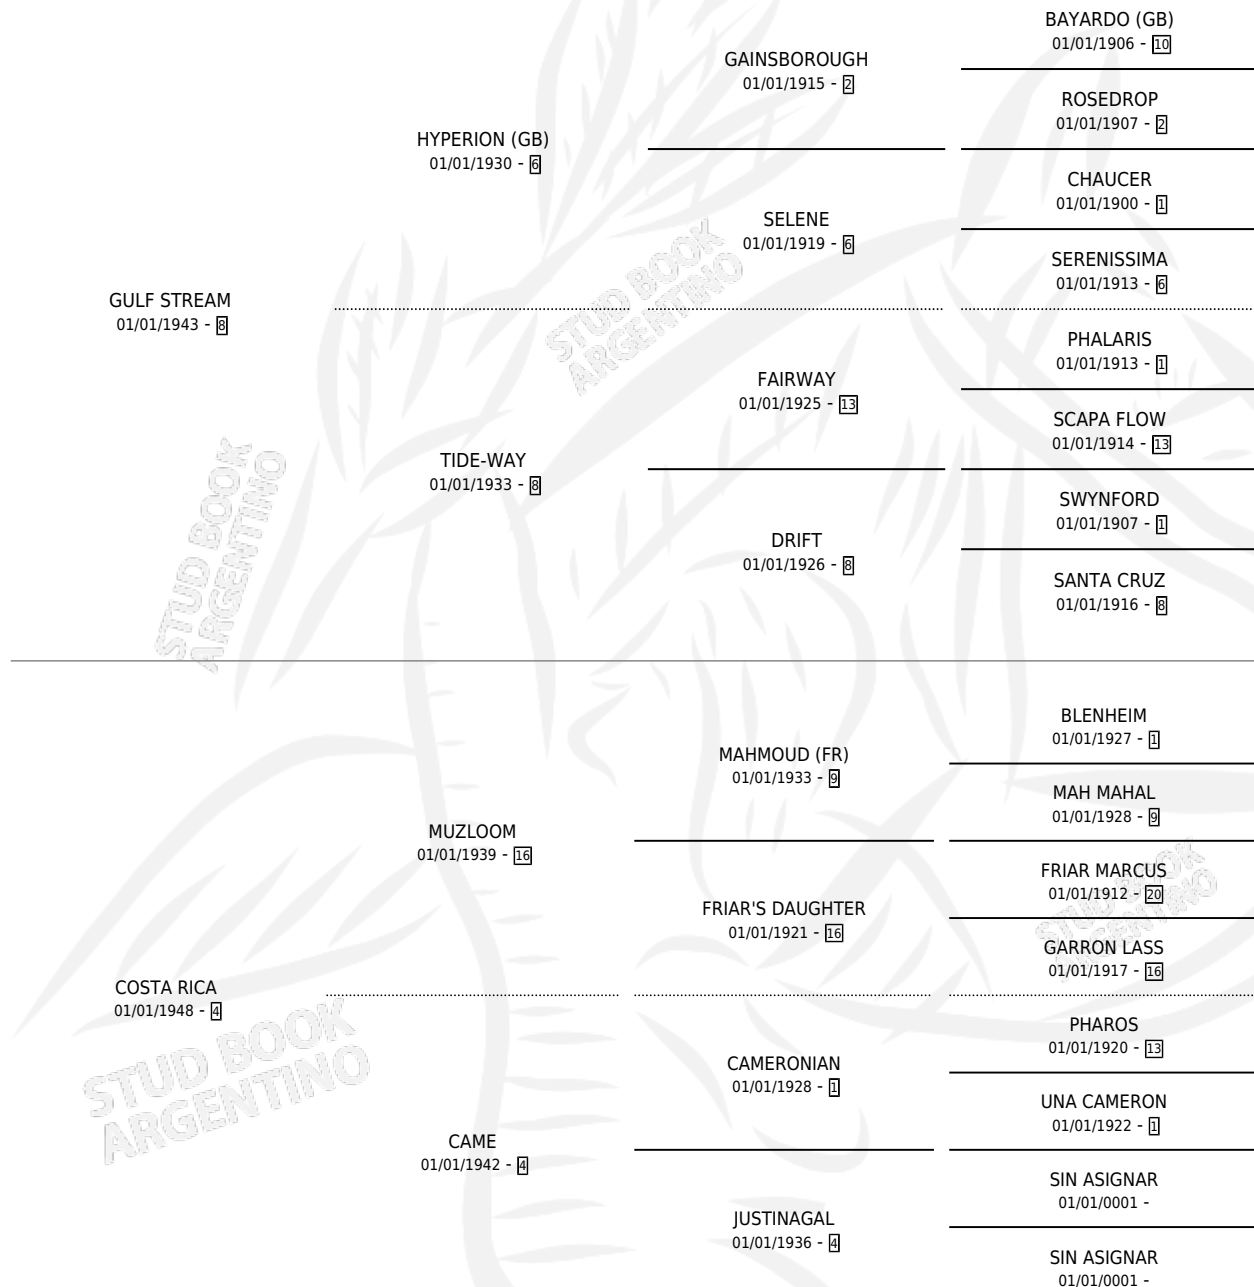 BAYARDO (GB)
01/01/1906 - 10
GAINSBOROUGH
01/01/1915 - 2
ROSEDROP
01/01/1907 - 2
HYPERION (GB)
01/01/1930 - 6
CHAUCER
01/01/1900 - 1
SELENE
01/01/1919 - 6
SERENISSIMA
01/01/1913 - 6
GULF STREAM
01/01/1943 - 8
PHALARIS
01/01/1913 - 1
FAIRWAY
01/01/1925 - 13
SCAPA FLOW
01/01/1914 - 13
TIDE-WAY
01/01/1933 - 8
SWYNFORD
01/01/1907 - 1
DRIFT
01/01/1926 - 8
SANTA CRUZ
01/01/1916 - 8
BLENHEIM
01/01/1927 - 1
MAHMOUD (FR)
01/01/1933 - 9
MAH MAHAL
01/01/1928 - 9
MUZLOOM
01/01/1939 - 16
FRIAR MARCUS
01/01/1912 - 20
FRIAR'S DAUGHTER
01/01/1921 - 16
GARRON LASS
01/01/1917 - 16
COSTA RICA
01/01/1948 - 4
PHAROS
01/01/1920 - 13
CAMERONIAN
01/01/1928 - 1
UNA CAMERON
01/01/1922 - 1
CAME
01/01/1942 - 4
SIN ASIGNAR
01/01/0001 -
JUSTINAGAL
01/01/1936 - 4
SIN ASIGNAR
01/01/0001 -
STUD BOOK
ARGENTINO
STUD BOOK
ARGENTINO
STUD BOOK
ARGENTINO
STUD BOOK
ARGENTINO